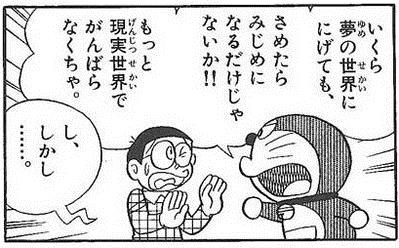 いくら
夢の世界に
にげても、
さめたら
みじめに
なるだけじゃ
ないか!!
もっと
現実世界で
がんばら
なくちゃ。
し、
しかし
……。